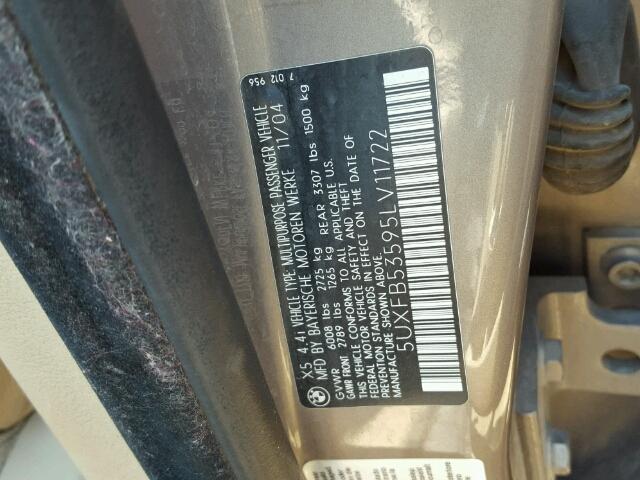 7 012 956
X5 4.4i VEHICLE TYPE: MULTIPURPOSE PASSENGER VEHICLE
MFD BY BAYERISCHE MOTOREN WERKE 11/04
GVWR 6008 lbs 2725 kg
GAWR FRONT 2789 lbs 1265 kg REAR 3307 lbs 1500 kg
THIS VEHICLE CONFORMS TO ALL APPLICABLE U.S.
FEDERAL MOTOR VEHICLE SAFETY AND THEFT
PREVENTION STANDARDS IN EFFECT ON THE DATE OF
MANUFACTURE SHOWN ABOVE.
5UXFB53595LV11722